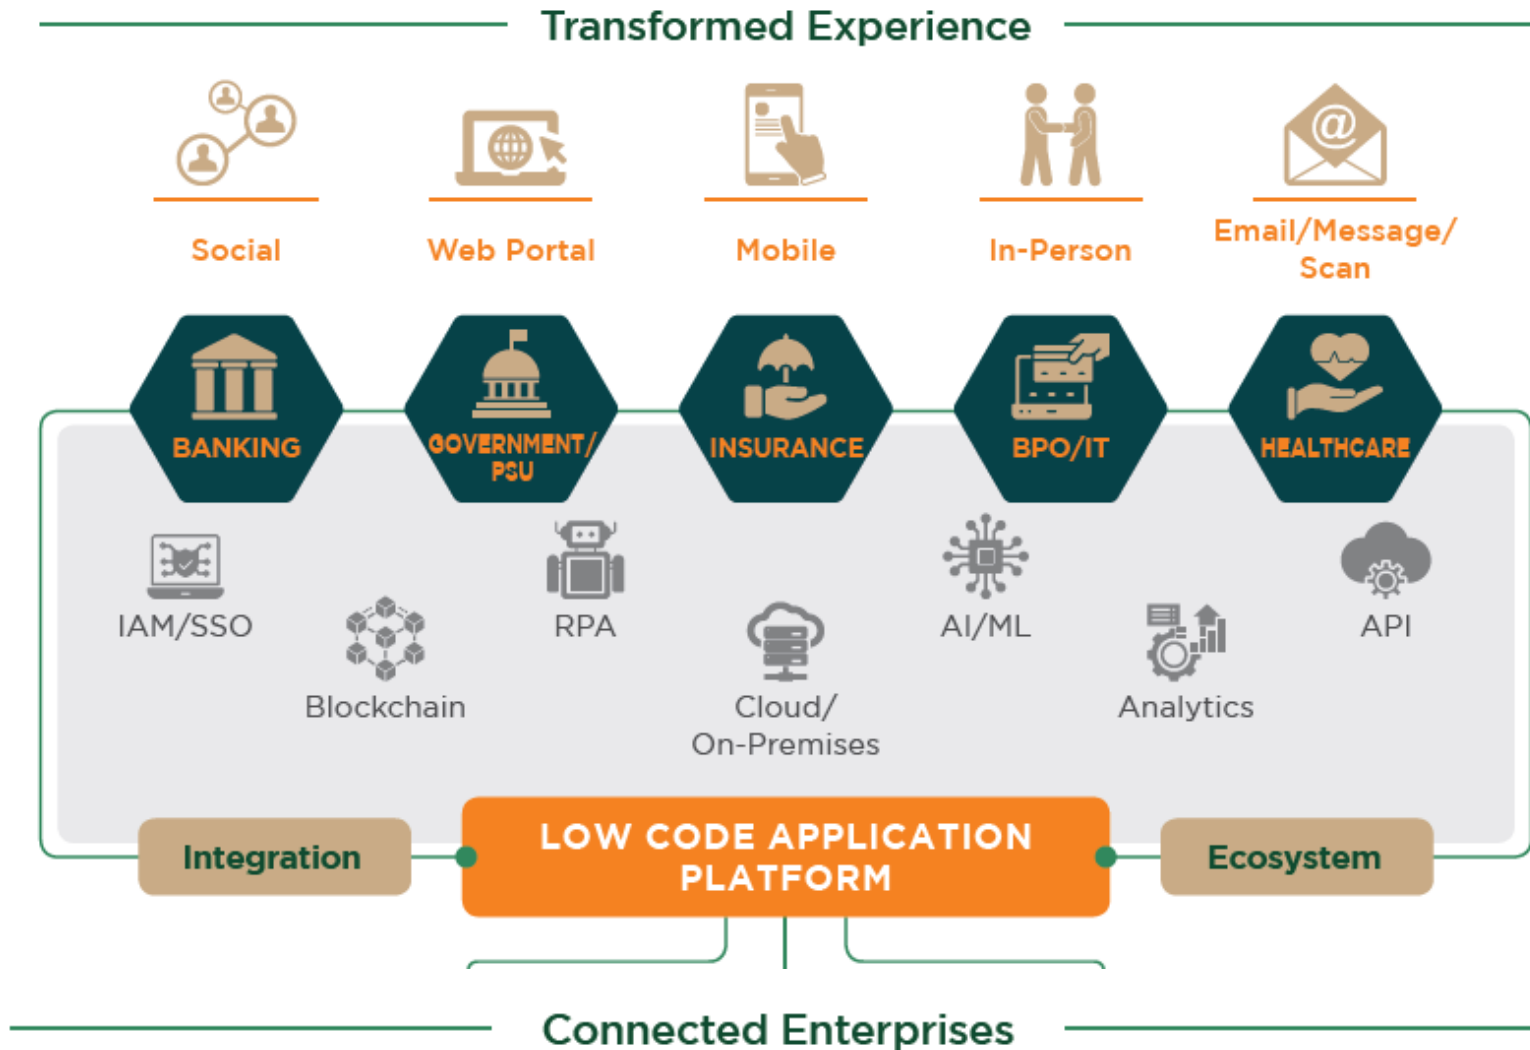 Transformed Experience
Social
Web Portal
Mobile
In-Person
Email/Message/
Scan
BANKING
GOVERNMENT/
PSU
INSURANCE
BPO/IT
HEALTHCARE
IAM/SSO
Blockchain
RPA
Cloud/
On-Premises
AI/ML
Analytics
API
Integration
LOW CODE APPLICATION
PLATFORM
Ecosystem
Connected Enterprises